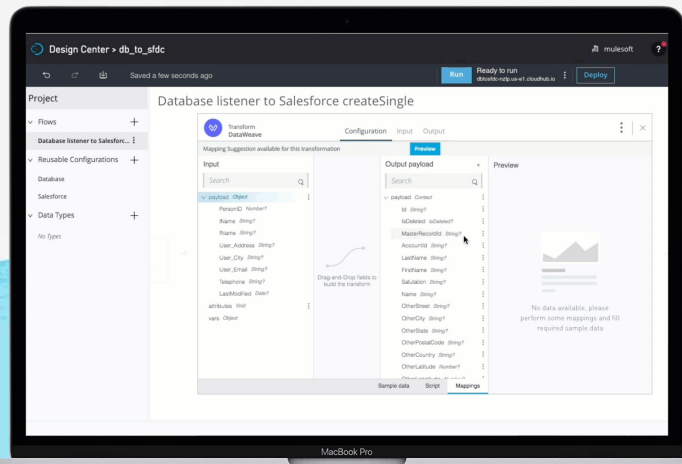 Design Center > db_to_sfdc
mulesoft
?
Saved a few seconds ago
Run
Ready to run
Deploy
Project
Flows
Database listener to Salesforc...
Reusable Configurations
Database
Salesforce
Data Types
No Types
Database listener to Salesforce createSingle
Transform
DataWeave
Configuration
Input
Output
Mapping Suggestion available for this transformation
Preview
Input
Search
payload Object
PersonID Number?
lName String?
fName String?
User_Address String?
User_City String?
User_Email String?
Telephone String?
LastModified Date?
attributes Void
vars Object
Drag-and-Drop fields to
build the transform
Output payload
Search
payload Contact
Id String?
IsDeleted IsDeleted?
MasterRecordId String?
AccountId String?
LastName String?
FirstName String?
Salutation String?
Name String?
OtherStreet String?
OtherCity String?
OtherState String?
OtherPostalCode String?
OtherCountry String?
OtherLatitude Number?
Preview
No data available, please
perform some mappings and fill
required sample data
Sample data
Script
Mappings
MacBook Pro